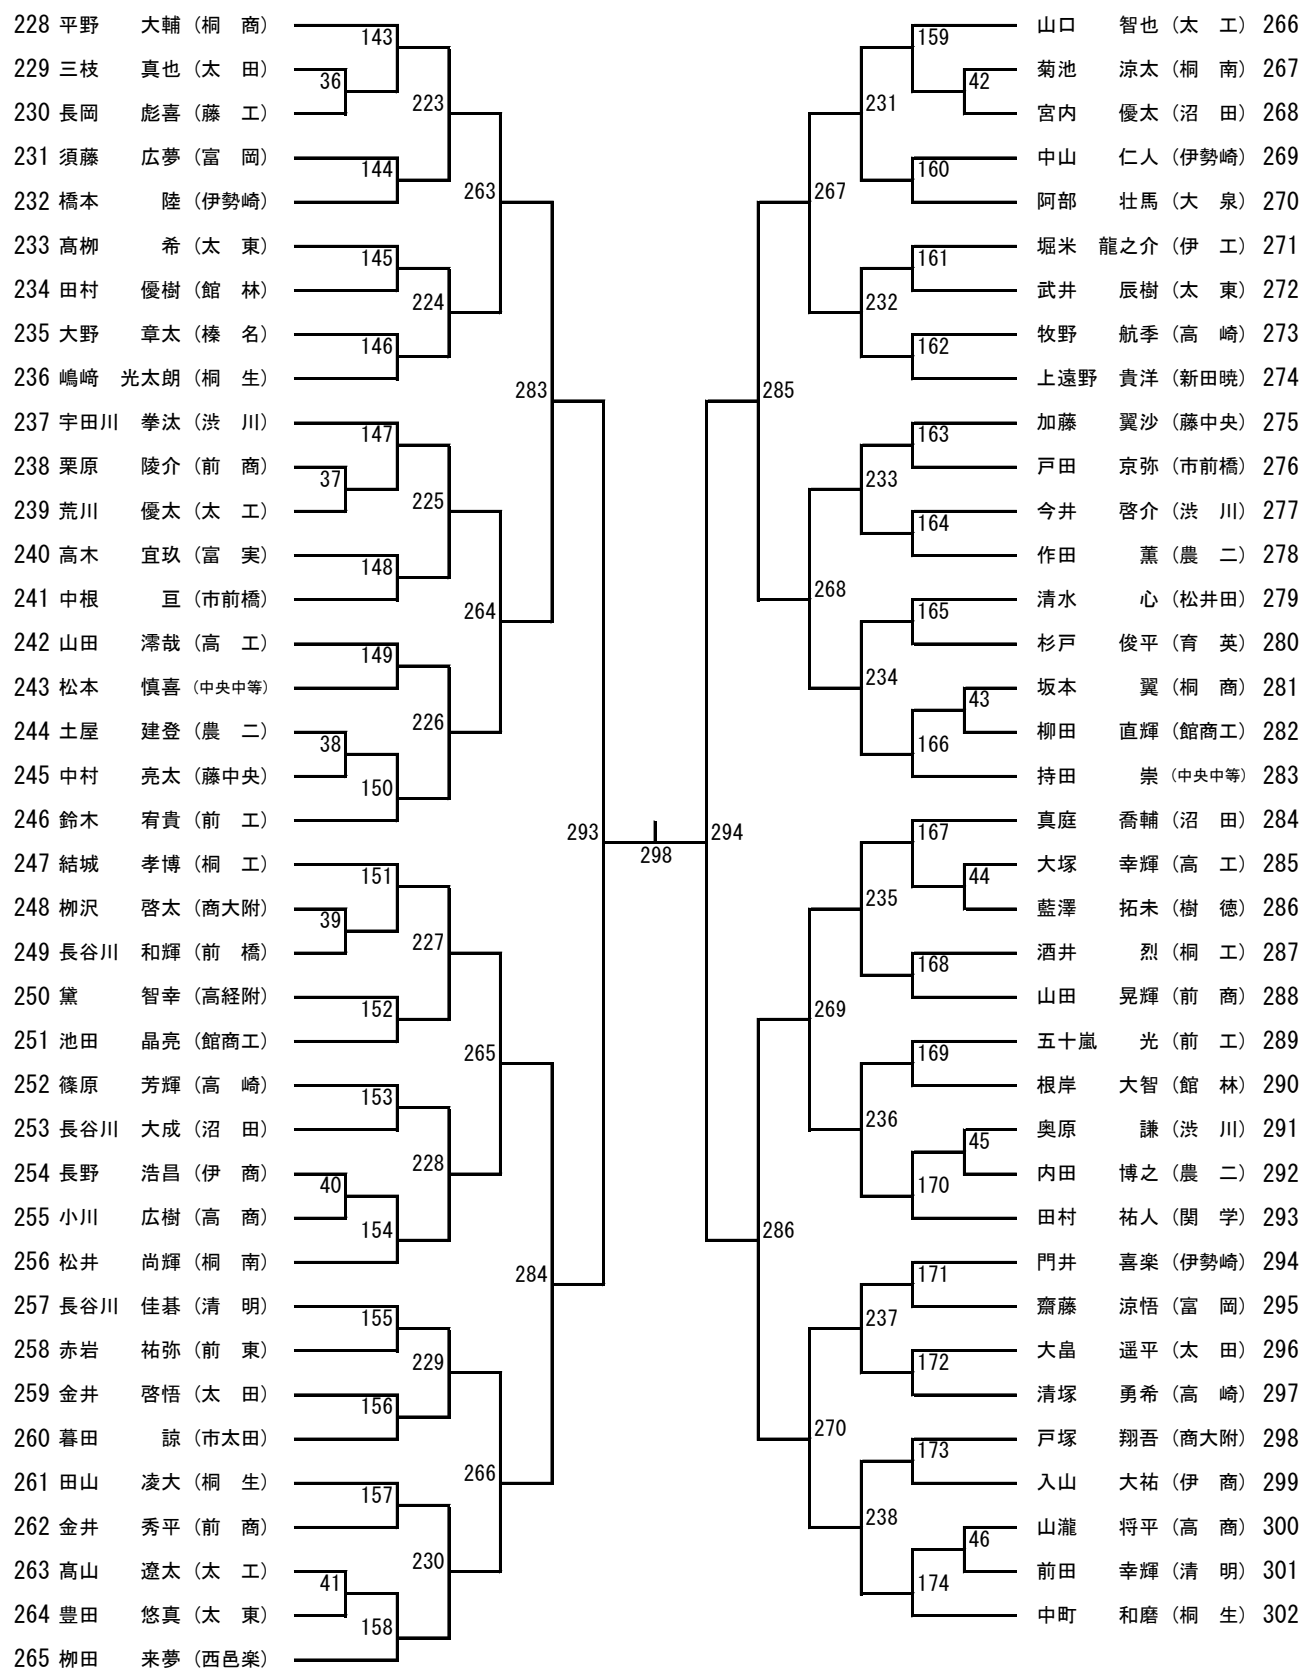 228 平野 大輔（桐 商）
143
229 三枝 真也（太 田）
36
230 長岡 彪喜（藤 工）
223
231 須藤 広夢（富 岡）
144
232 橋本 陸（伊勢崎）
263
233 髙栁 希（太 東）
145
234 田村 優樹（館 林）
224
235 大野 章太（榛 名）
146
236 嶋﨑 光太朗（桐 生）
283
237 宇田川 拳汰（渋 川）
147
238 栗原 陵介（前 商）
37
239 荒川 優太（太 工）
225
240 高木 宜玖（富 実）
148
241 中根 亘（市前橋）
264
242 山田 澪哉（高 工）
149
243 松本 慎喜（中央中等）
226
244 土屋 建登（農 二）
38
245 中村 亮太（藤中央）
150
246 鈴木 宥貴（前 工）
293
247 結城 孝博（桐 工）
151
248 栁沢 啓太（商大附）
39
249 長谷川 和輝（前 橋）
227
250 黛 智幸（高経附）
152
251 池田 晶亮（館商工）
265
252 篠原 芳輝（高 崎）
153
253 長谷川 大成（沼 田）
228
254 長野 浩昌（伊 商）
40
255 小川 広樹（高 商）
154
256 松井 尚輝（桐 南）
284
257 長谷川 佳碁（清 明）
155
258 赤岩 祐弥（前 東）
229
259 金井 啓悟（太 田）
156
260 暮田 諒（市太田）
266
261 田山 凌大（桐 生）
157
262 金井 秀平（前 商）
230
263 髙山 遼太（太 工）
41
264 豊田 悠真（太 東）
158
265 栁田 来夢（西邑楽）
298
山口 智也（太 工）266
159
菊池 涼太（桐 南）267
42
宮内 優太（沼 田）268
231
中山 仁人（伊勢崎）269
160
阿部 壮馬（大 泉）270
267
堀米 龍之介（伊 工）271
161
武井 辰樹（太 東）272
232
牧野 航季（高 崎）273
162
上遠野 貴洋（新田暁）274
285
加藤 翼沙（藤中央）275
163
戸田 京弥（市前橋）276
233
今井 啓介（渋 川）277
164
作田 薫（農 二）278
268
清水 心（松井田）279
165
杉戸 俊平（育 英）280
234
坂本 翼（桐 商）281
43
柳田 直輝（館商工）282
166
持田 崇（中央中等）283
294
真庭 喬輔（沼 田）284
167
大塚 幸輝（高 工）285
44
藍澤 拓未（樹 徳）286
235
酒井 烈（桐 工）287
168
山田 晃輝（前 商）288
269
五十嵐 光（前 工）289
169
根岸 大智（館 林）290
236
奥原 謙（渋 川）291
45
内田 博之（農 二）292
170
田村 祐人（関 学）293
286
門井 喜楽（伊勢崎）294
171
齋藤 涼悟（富 岡）295
237
大畠 遥平（太 田）296
172
清塚 勇希（高 崎）297
270
戸塚 翔吾（商大附）298
173
入山 大祐（伊 商）299
238
山瀧 将平（高 商）300
46
前田 幸輝（清 明）301
174
中町 和磨（桐 生）302